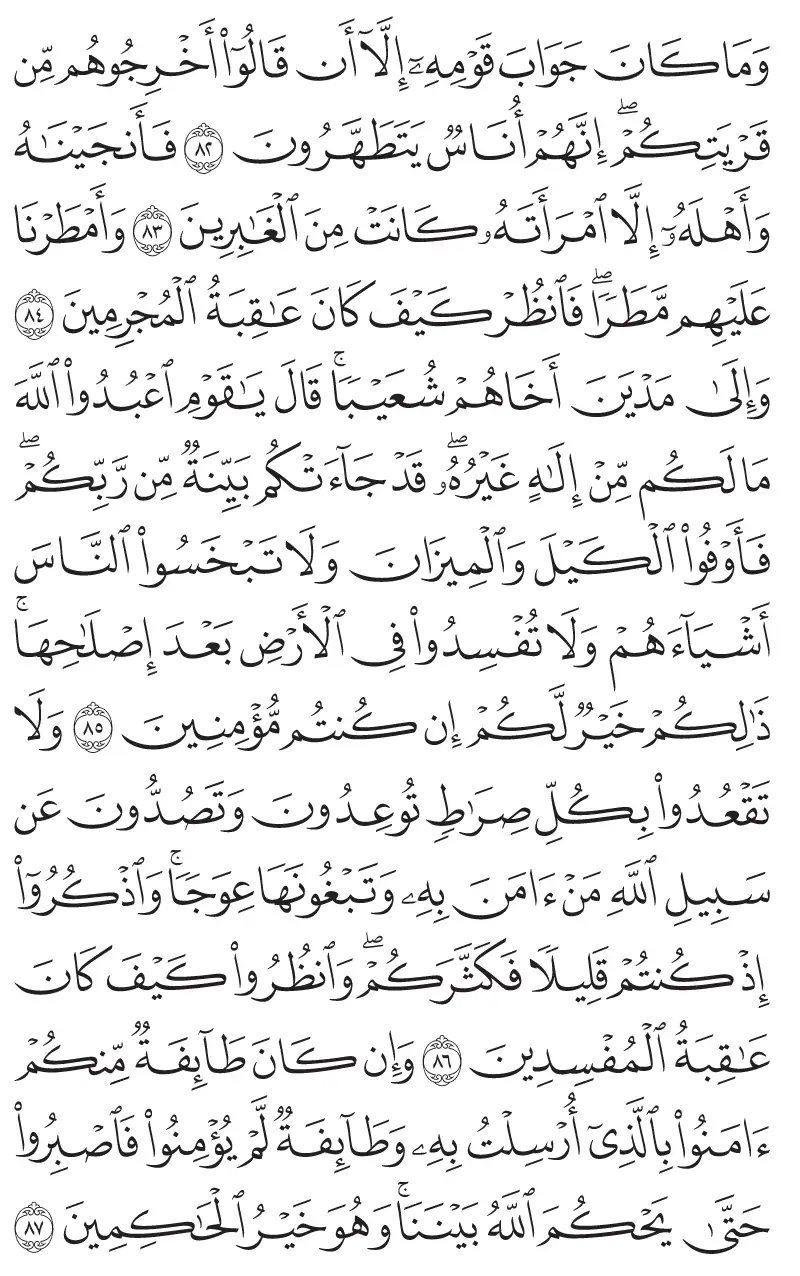 وَمَا كَانَ جَوَابَ قَوْمِهِۦٓ إِلَّآ أَن قَالُوٓا۟ أَخْرِجُوهُم مِّن
قَرْيَتِكُمْ ۖ إِنَّهُمْ أُنَاسٌ يَتَطَهَّرُونَ ٨٢ فَأَنجَيْنَـٰهُ
وَأَهْلَهُۥٓ إِلَّا ٱمْرَأَتَهُۥ كَانَتْ مِنَ ٱلْغَـٰبِرِينَ ٨٣ وَأَمْطَرْنَا
عَلَيْهِم مَّطَرًا ۖ فَٱنظُرْ كَيْفَ كَانَ عَـٰقِبَةُ ٱلْمُجْرِمِينَ ٨٤
وَإِلَىٰ مَدْيَنَ أَخَاهُمْ شُعَيْبًا ۚ قَالَ يَـٰقَوْمِ ٱعْبُدُوا۟ ٱللَّهَ
مَا لَكُم مِّنْ إِلَـٰهٍ غَيْرُهُۥ ۖ قَدْ جَآءَتْكُم بَيِّنَةٌ مِّن رَّبِّكُمْ ۖ
فَأَوْفُوا۟ ٱلْكَيْلَ وَٱلْمِيزَانَ وَلَا تَبْخَسُوا۟ ٱلنَّاسَ
أَشْيَآءَهُمْ وَلَا تُفْسِدُوا۟ فِى ٱلْأَرْضِ بَعْدَ إِصْلَـٰحِهَا ۚ
ذَٰلِكُمْ خَيْرٌ لَّكُمْ إِن كُنتُم مُّؤْمِنِينَ ٨٥ وَلَا
تَقْعُدُوا۟ بِكُلِّ صِرَٰطٍ تُوعِدُونَ وَتَصُدُّونَ عَن
سَبِيلِ ٱللَّهِ مَنْ ءَامَنَ بِهِۦ وَتَبْغُونَهَا عِوَجًا ۚ وَٱذْكُرُوٓا۟
إِذْ كُنتُمْ قَلِيلًا فَكَثَّرَكُمْ ۖ وَٱنظُرُوا۟ كَيْفَ كَانَ
عَـٰقِبَةُ ٱلْمُفْسِدِينَ ٨٦ وَإِن كَانَ طَآئِفَةٌ مِّنكُمْ
ءَامَنُوا۟ بِٱلَّذِىٓ أُرْسِلْتُ بِهِۦ وَطَآئِفَةٌ لَّمْ يُؤْمِنُوا۟ فَٱصْبِرُوا۟
حَتَّىٰ يَحْكُمَ ٱللَّهُ بَيْنَنَا ۚ وَهُوَ خَيْرُ ٱلْحَـٰكِمِينَ ٨٧